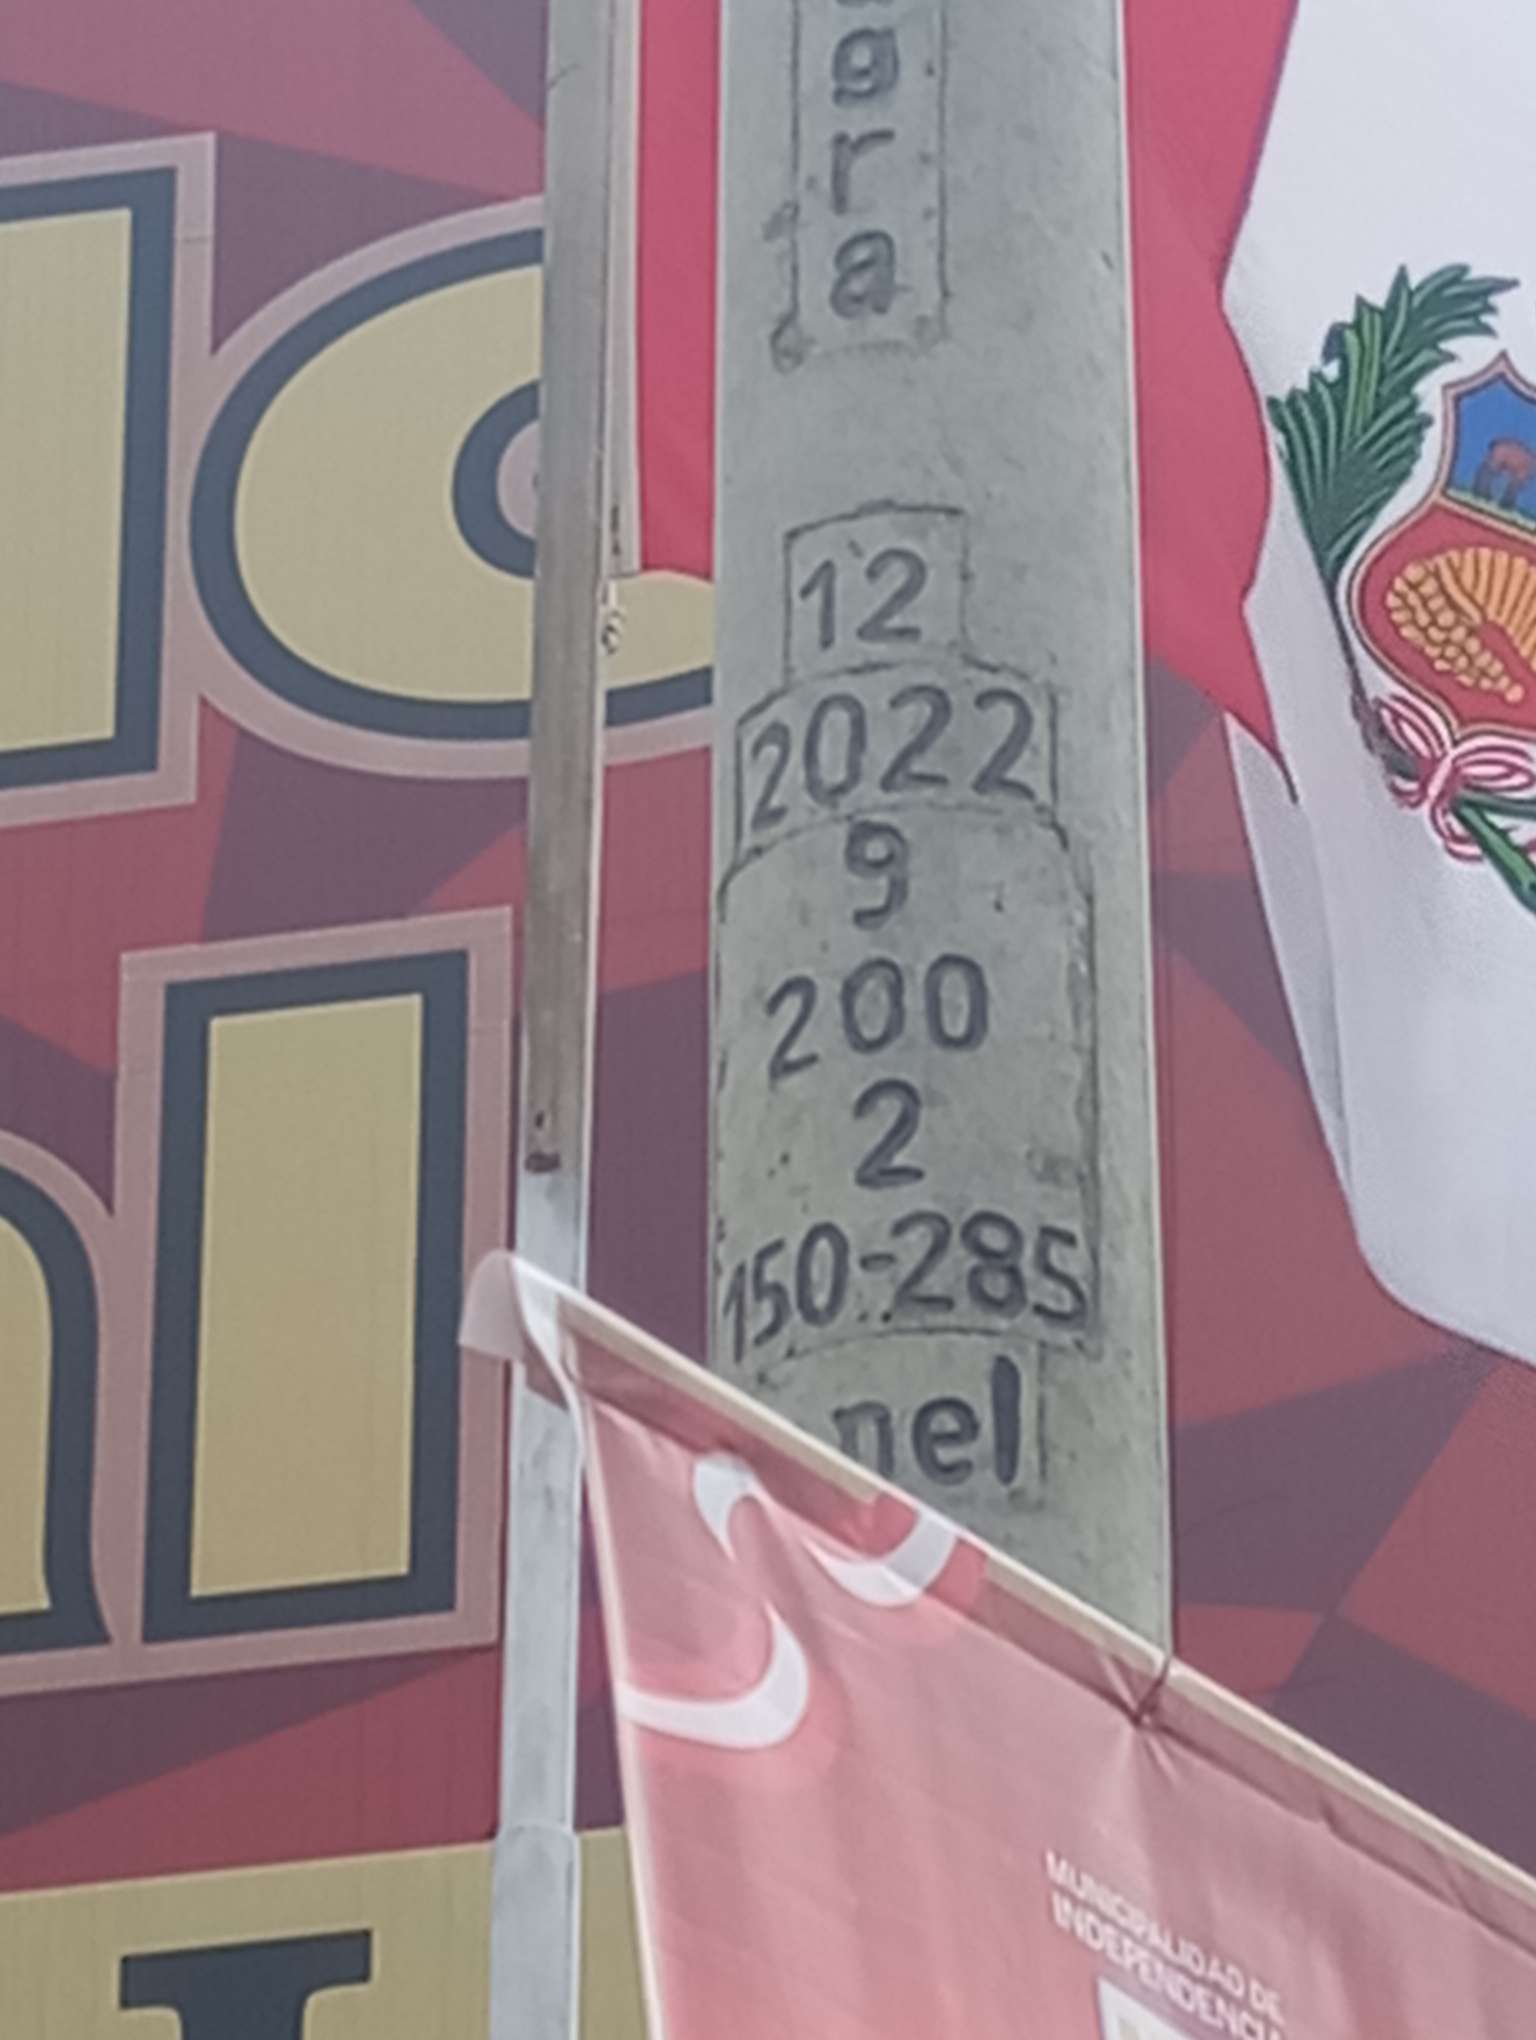 g
r
a
12
2022
9
200
2
150-285
nel
MUNICIPALIDAD DE
INDEPENDENCIA